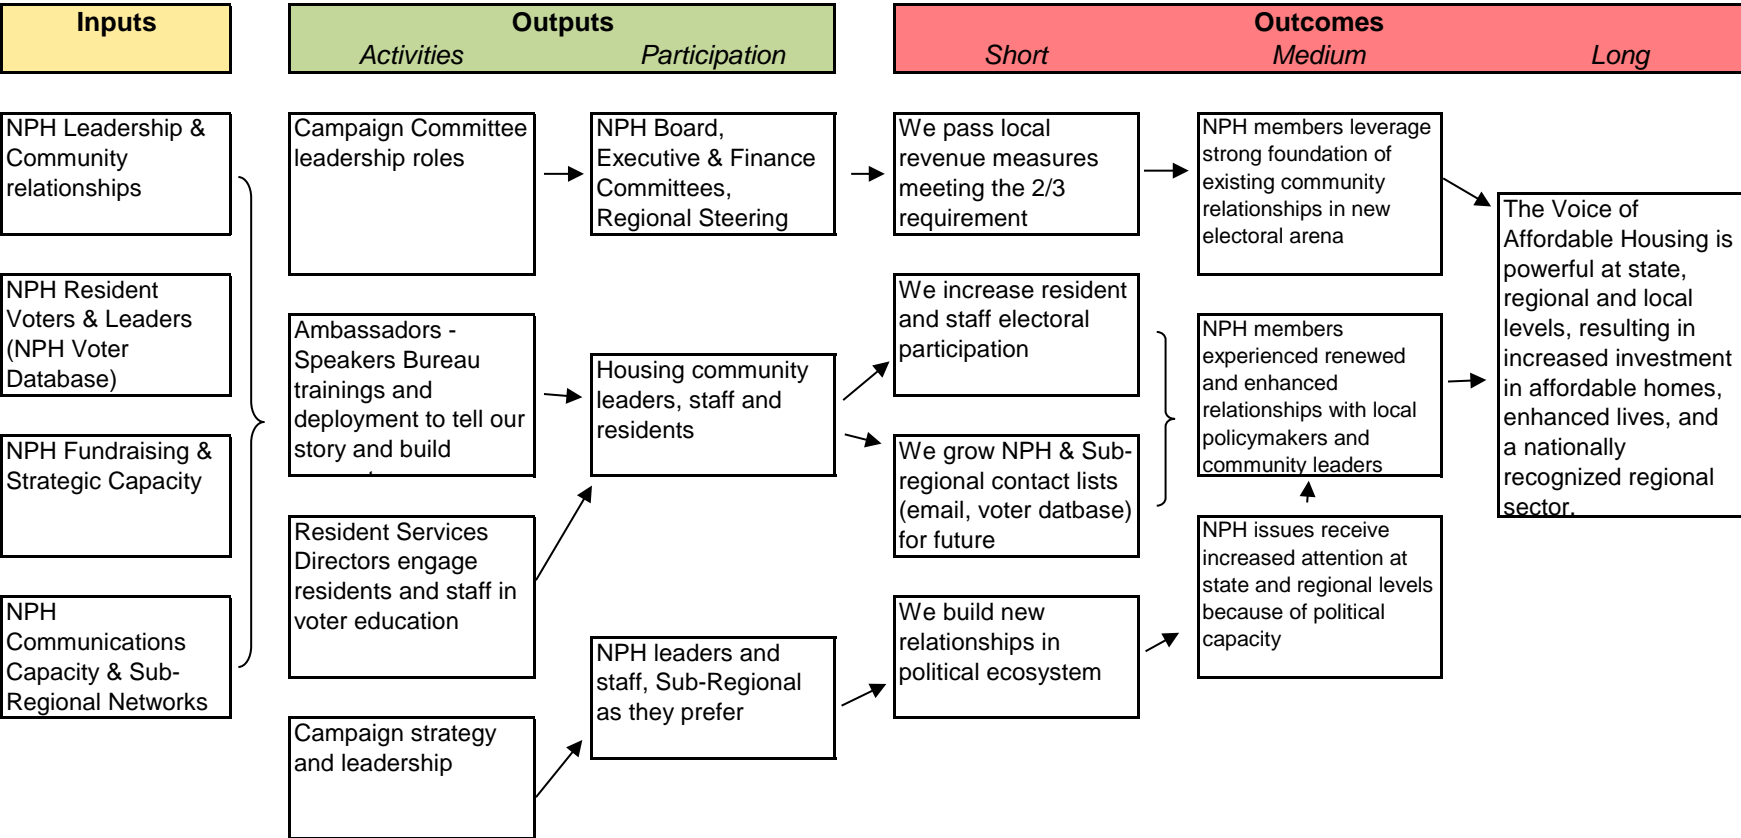 Inputs
Outputs
Activities
Participation
Outcomes
Short
Medium
Long
NPH Leadership &
Community
relationships
NPH Resident
Voters & Leaders
(NPH Voter
Database)
NPH Fundraising &
Strategic Capacity
NPH
Communications
Capacity & Sub-
Regional Networks
Campaign Committee
leadership roles
Ambassadors -
Speakers Bureau
trainings and
deployment to tell our
story and build
Resident Services
Directors engage
residents and staff in
voter education
Campaign strategy
and leadership
NPH Board,
Executive & Finance
Committees,
Regional Steering
Housing community
leaders, staff and
residents
NPH leaders and
staff, Sub-Regional
as they prefer
We pass local
revenue measures
meeting the 2/3
requirement
We increase resident
and staff electoral
participation
We grow NPH & Sub-
regional contact lists
(email, voter datbase)
for future
We build new
relationships in
political ecosystem
NPH members leverage
strong foundation of
existing community
relationships in new
electoral arena
NPH members
experienced renewed
and enhanced
relationships with local
policymakers and
community leaders
NPH issues receive
increased attention at
state and regional levels
because of political
capacity
The Voice of
Affordable Housing is
powerful at state,
regional and local
levels, resulting in
increased investment
in affordable homes,
enhanced lives, and
a nationally
recognized regional
sector.